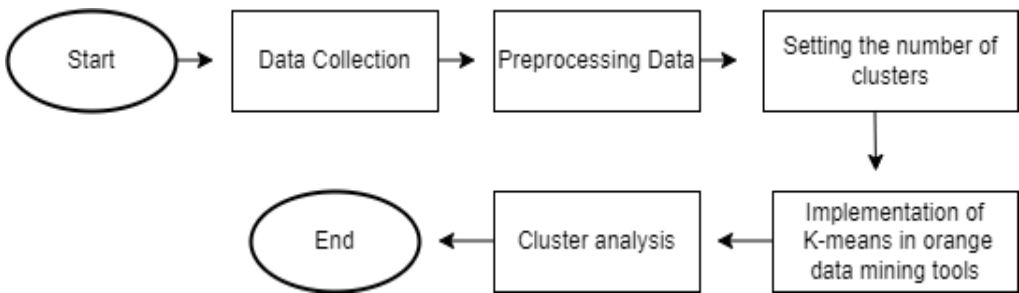 Start
Data Collection
Preprocessing Data
Setting the number of
clusters
Implementation of
K-means in orange
data mining tools
Cluster analysis
End